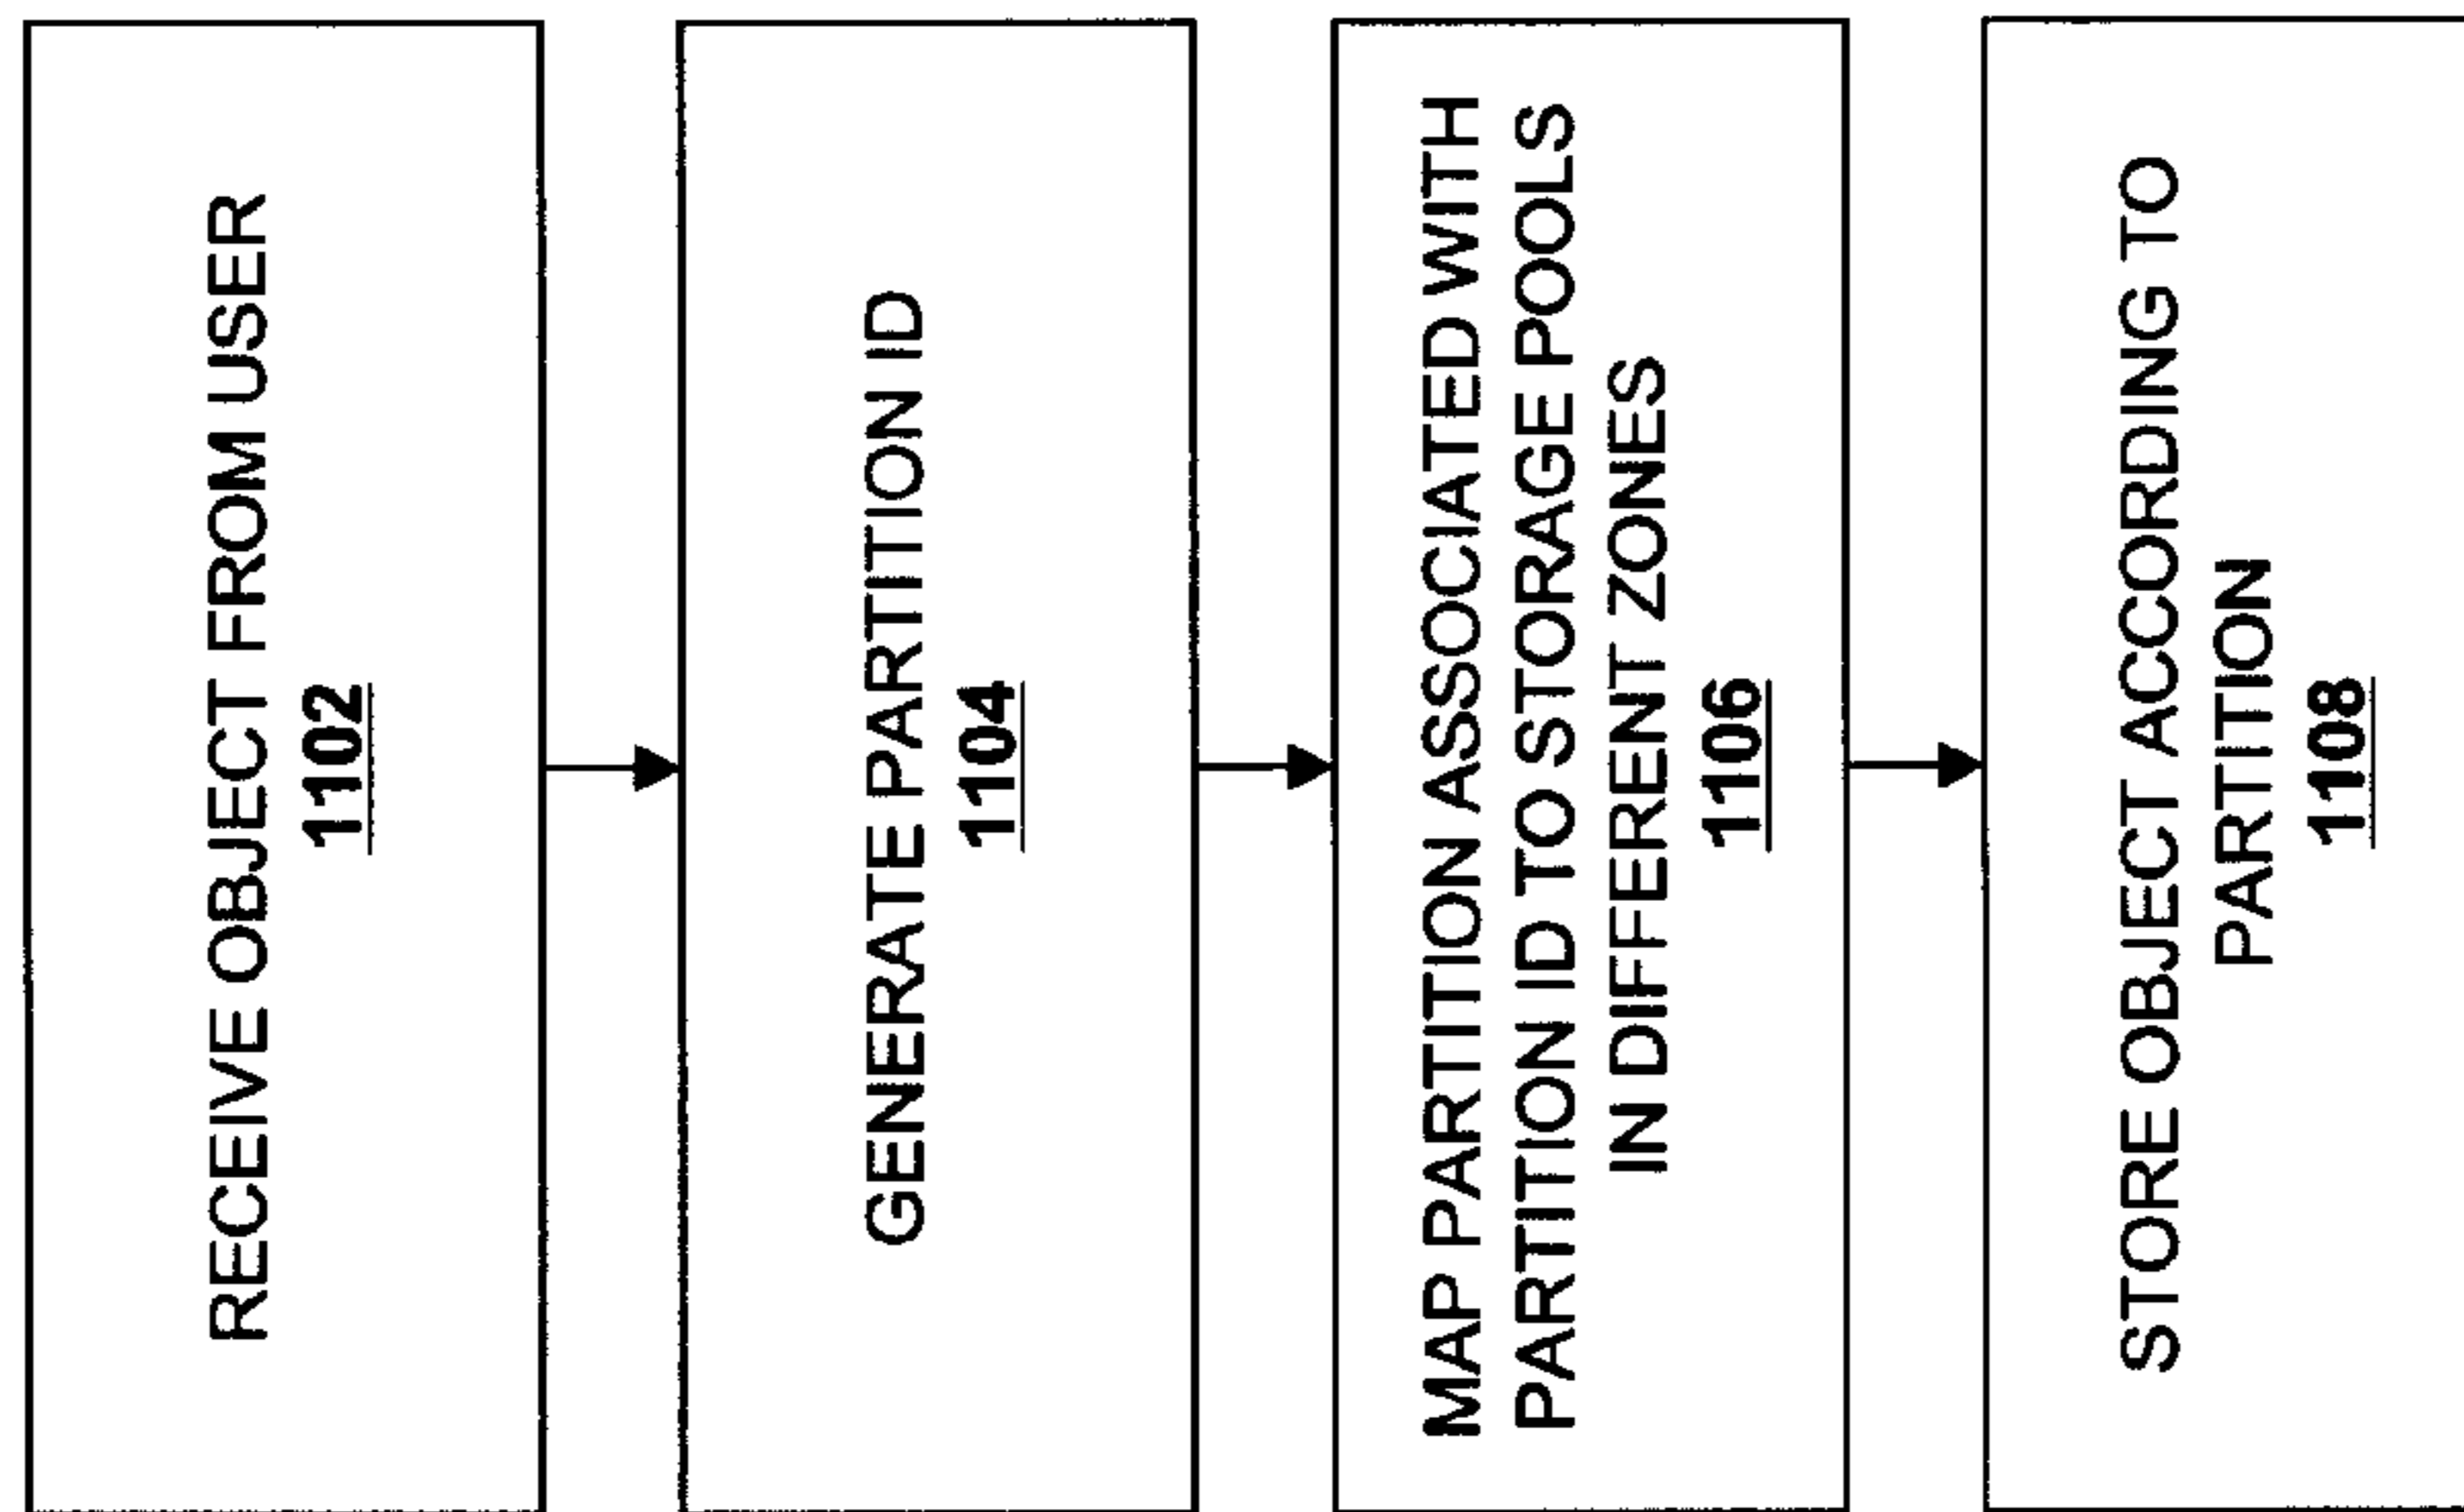 RECEIVE OBJECT FROM USER
1102
GENERATE PARTITION ID
1104
MAP PARTITION ASSOCIATED WITH
PARTITION ID TO STORAGE POOLS
IN DIFFERENT ZONES
1106
STORE OBJECT ACCORDING TO
PARTITION
1108